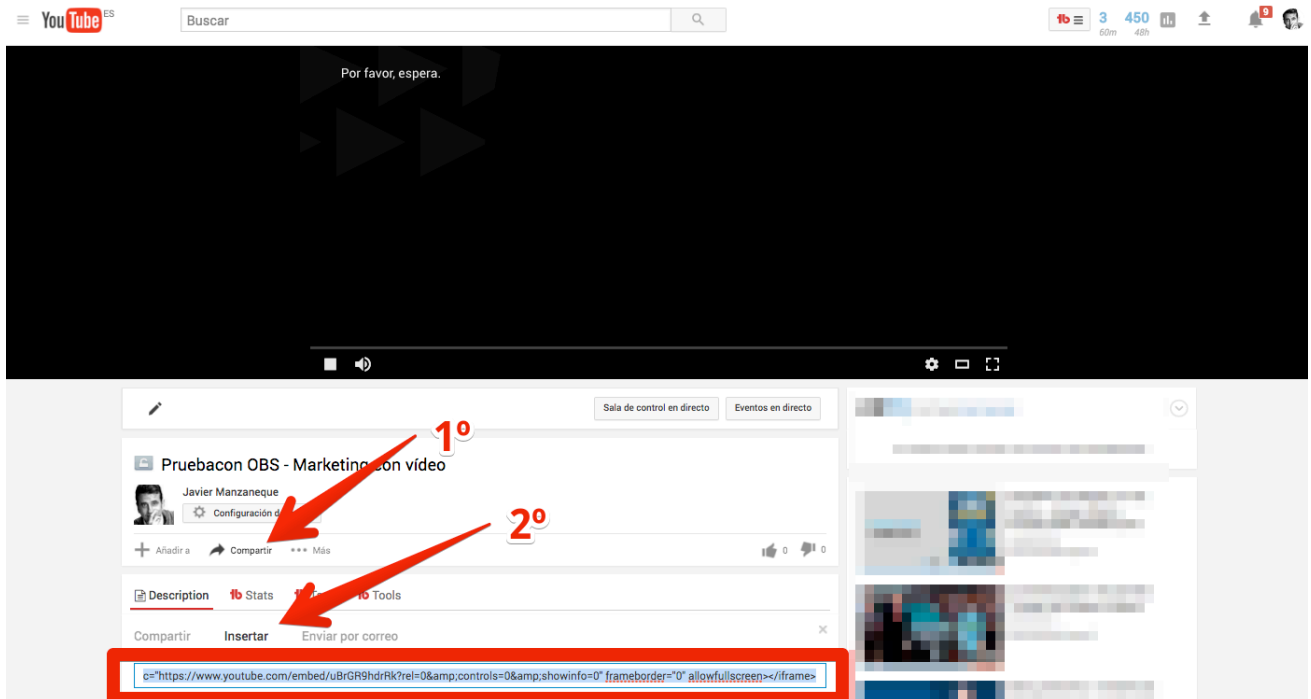 YouTube ES
Buscar
3 450 9
60m 48h
Por favor, espera.
Sala de control en directo Eventos en directo
1º
Pruebacon OBS - Marketing con vídeo
Javier Manzaneque
Configuración d
2º
Añadir a Compartir Más 0 0
Description Stats Tools
Compartir Insertar Enviar por correo
c="https://www.youtube.com/embed/uBrGR9hdrRk?rel=0&amp;controls=0&amp;showinfo=0" frameborder="0" allowfullscreen></iframe>